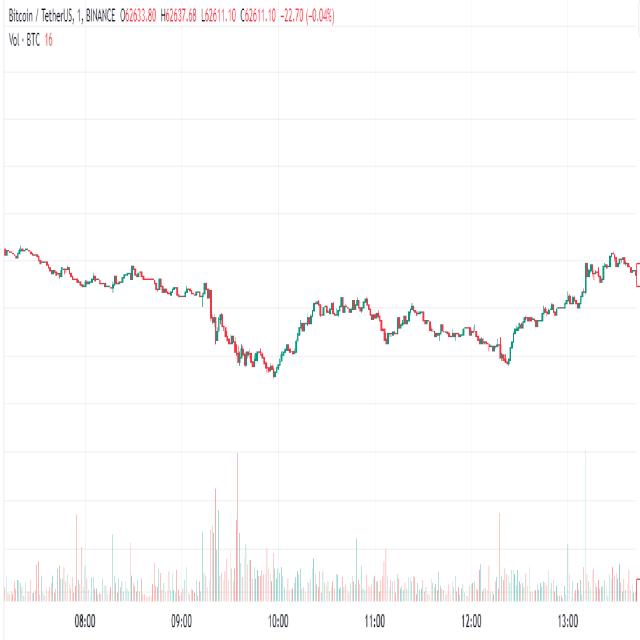 Bitcoin / TetherUS, 1, BINANCE O62633.80 H62637.68 L62611.10 C62611.10 −22.70 (−0.04%)
Vol · BTC 16
08:00 09:00 10:00 11:00 12:00 13:00